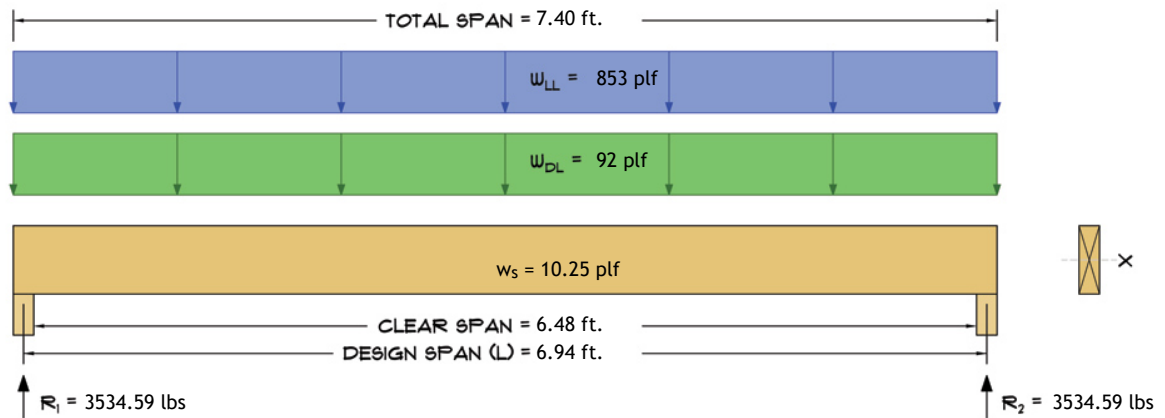 TOTAL SPAN = 7.40 ft.
WLL = 853 plf
WDL = 92 plf
ws = 10.25 plf
X
CLEAR SPAN = 6.48 ft.
DESIGN SPAN (L) = 6.94 ft.
R1 = 3534.59 lbs
R2 = 3534.59 lbs